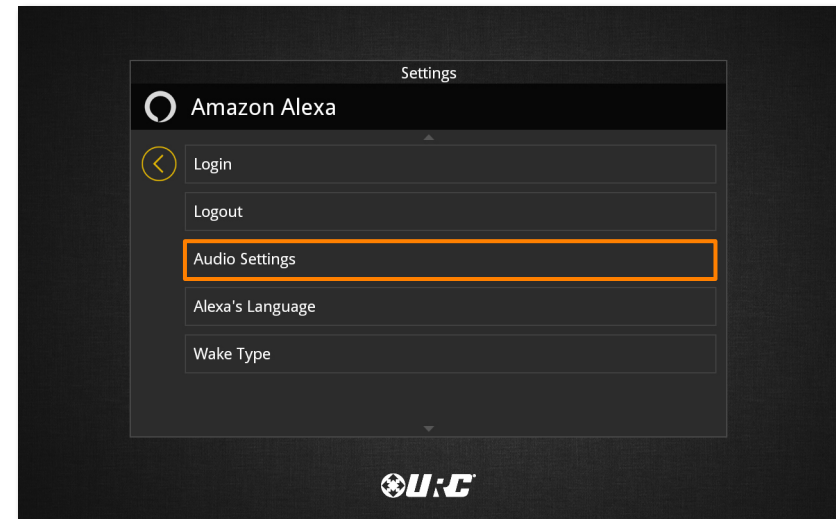 Settings
Amazon Alexa
Login
Logout
Audio Settings
Alexa's Language
Wake Type
URC